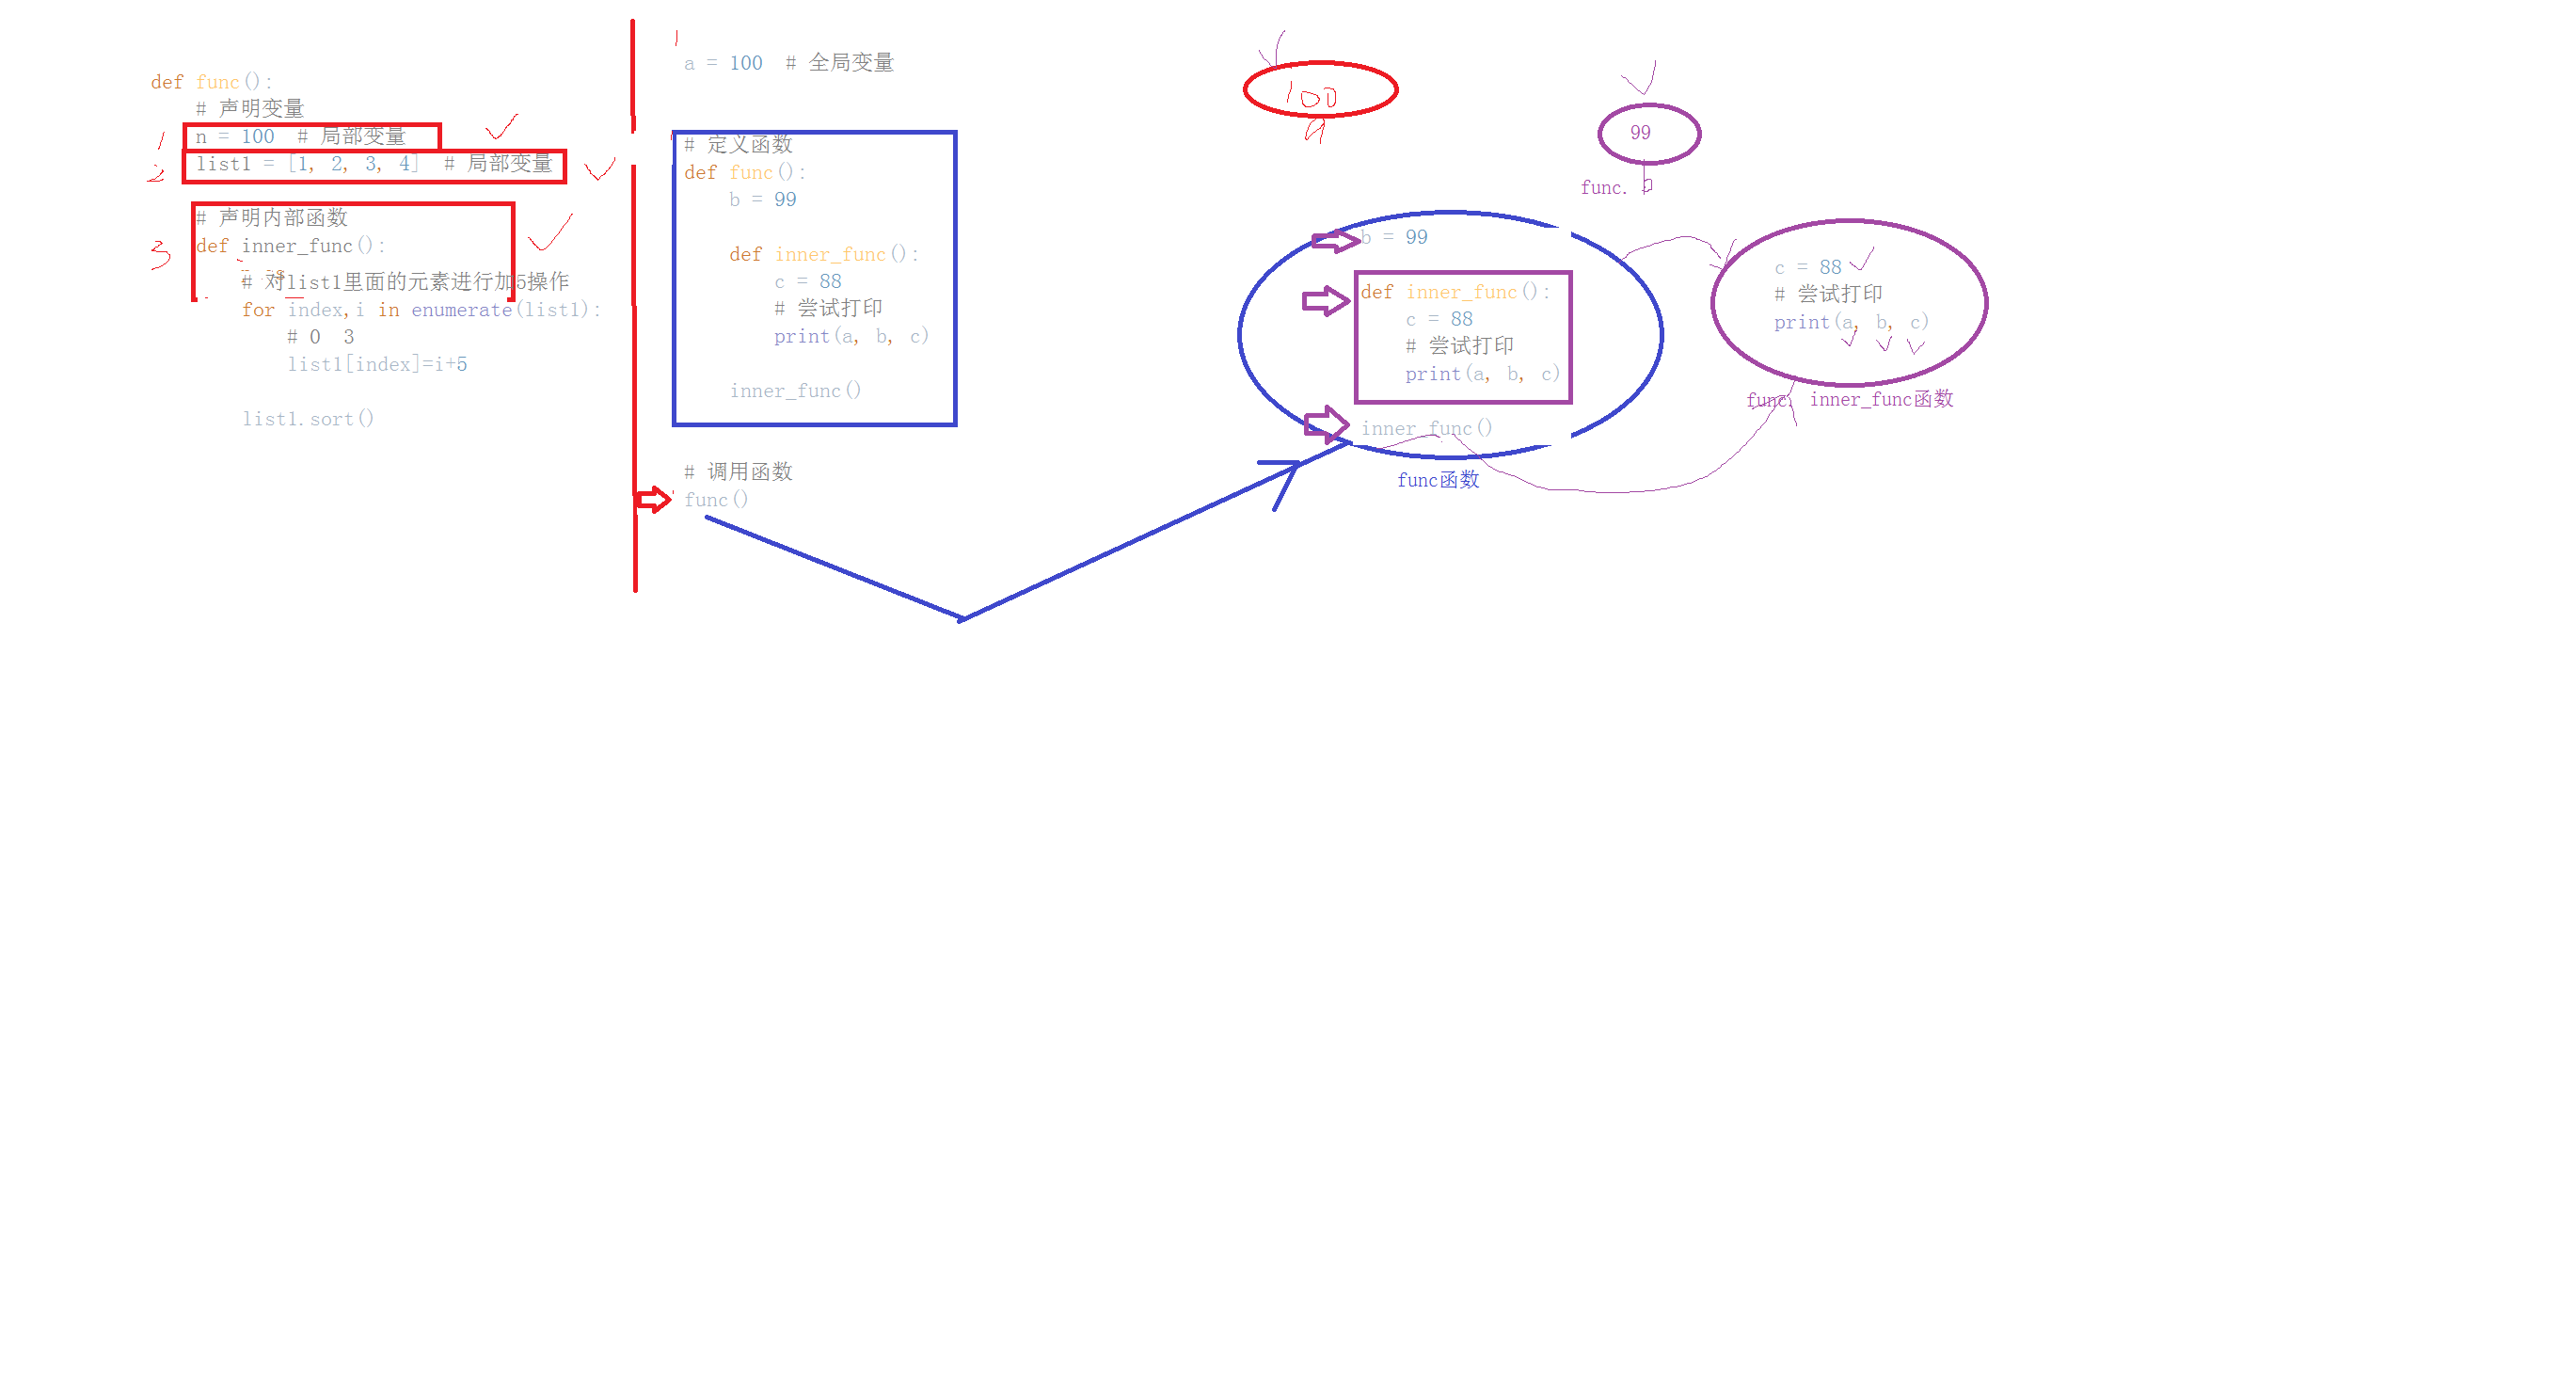 def func():
# 声明变量
1 n = 100  # 局部变量
2 list1 = [1, 2, 3, 4]  # 局部变量
# 声明内部函数
3 def inner_func():
# 对list1里面的元素进行加5操作
for index,i in enumerate(list1):
# 0  3
list1[index]=i+5
list1.sort()
a = 100  # 全局变量
# 定义函数
def func():
b = 99
def inner_func():
c = 88
# 尝试打印
print(a, b, c)
inner_func()
# 调用函数
func()
100
a
99
func. b
b = 99
def inner_func():
c = 88
# 尝试打印
print(a, b, c)
inner_func()
func函数
c = 88
# 尝试打印
print(a, b, c)
func. inner_func函数